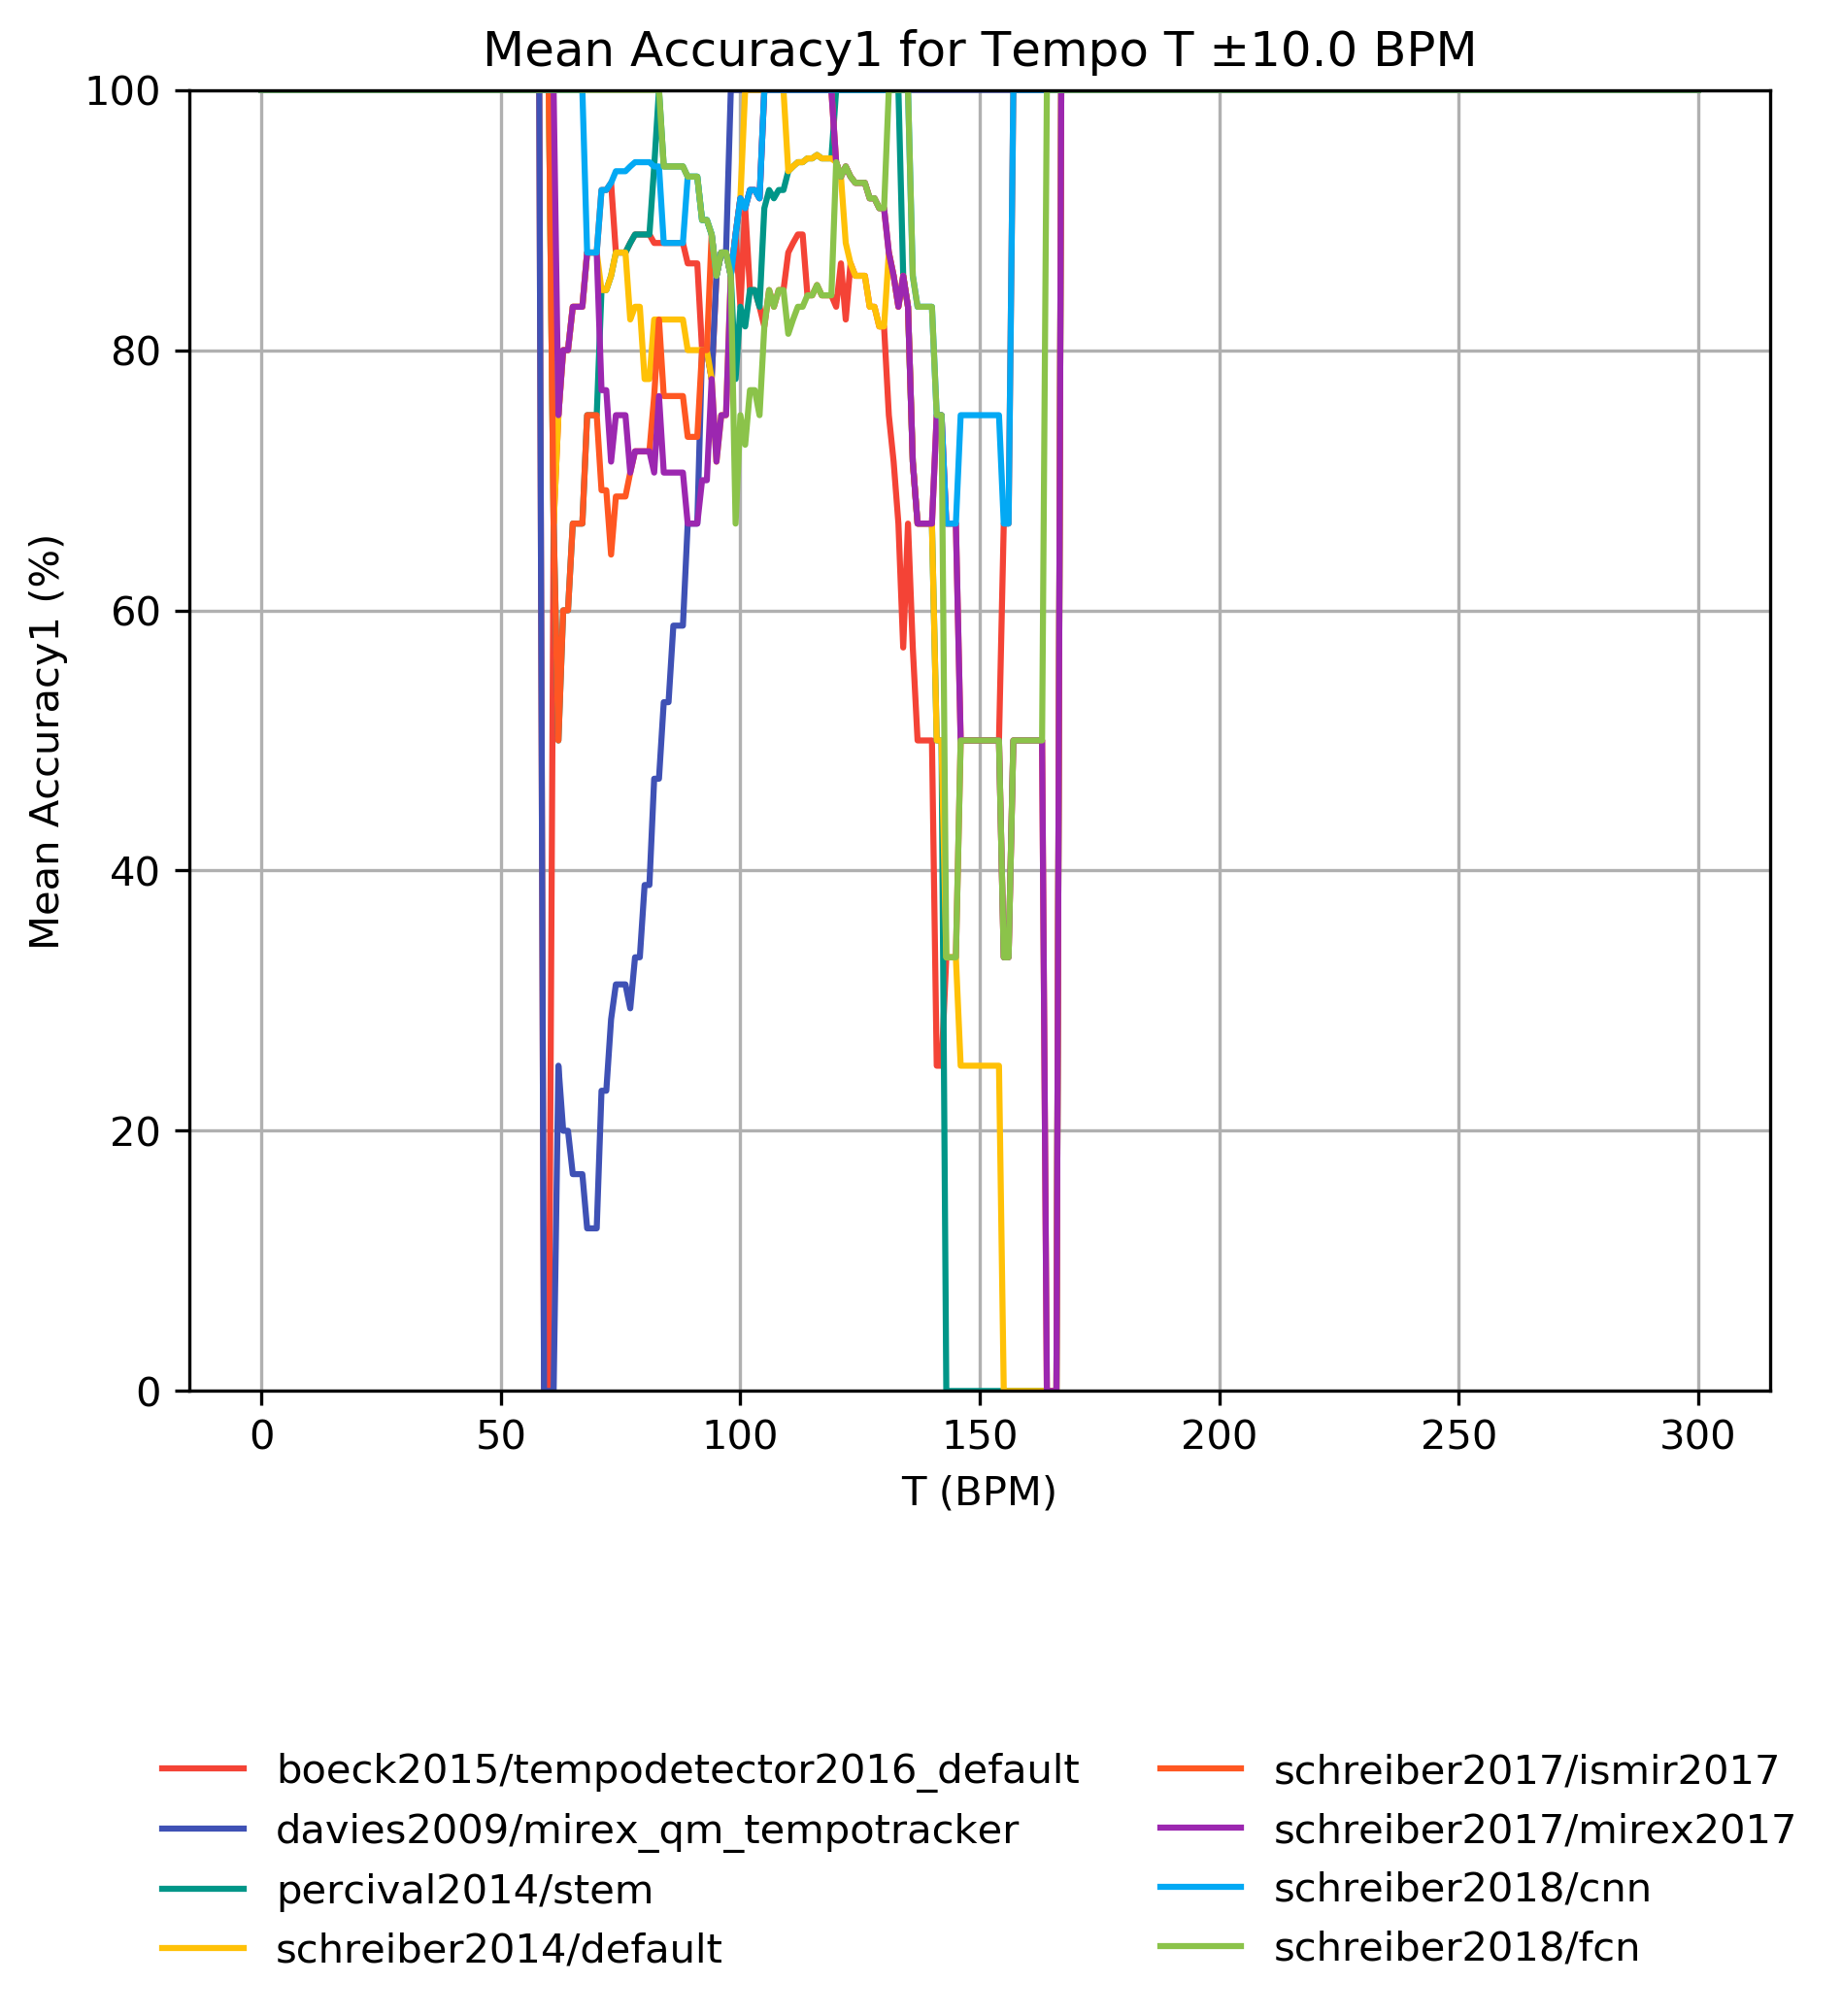 Mean Accuracy1 for Tempo T ±10.0 BPM
Mean Accuracy1 (%)
100
80
60
40
20
0
0 50 100 150 200 250 300
T (BPM)
boeck2015/tempodetector2016_default
davies2009/mirex_qm_tempotracker
percival2014/stem
schreiber2014/default
schreiber2017/ismir2017
schreiber2017/mirex2017
schreiber2018/cnn
schreiber2018/fcn